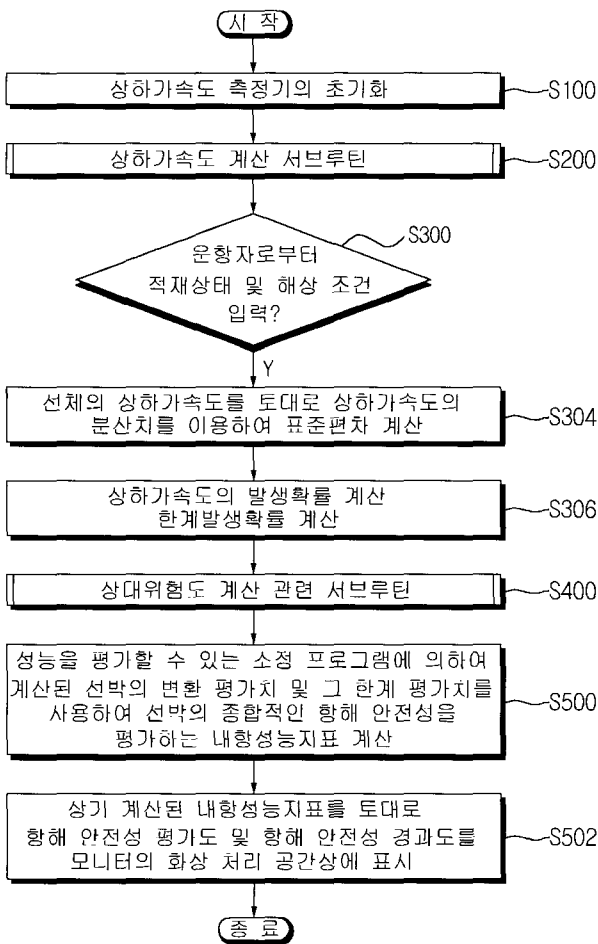 시 작
상하가속도 측정기의 초기화
S100
상하가속도 계산 서브루틴
S200
S300
운항자로부터
적재상태 및 해상 조건
입력?
Y
선체의 상하가속도를 토대로 상하가속도의
분산치를 이용하여 표준편차 계산
S304
상하가속도의 발생확률 계산
한계발생확률 계산
S306
상대위험도 계산 관련 서브루틴
S400
성능을 평가할 수 있는 소정 프로그램에 의하여
계산된 선박의 변환 평가치 및 그 한계 평가치를
사용하여 선박의 종합적인 항해 안전성을
평가하는 내항성능지표 계산
S500
상기 계산된 내항성능지표를 토대로
항해 안전성 평가도 및 항해 안전성 경과도를
모니터의 화상 처리 공간상에 표시
S502
종 료